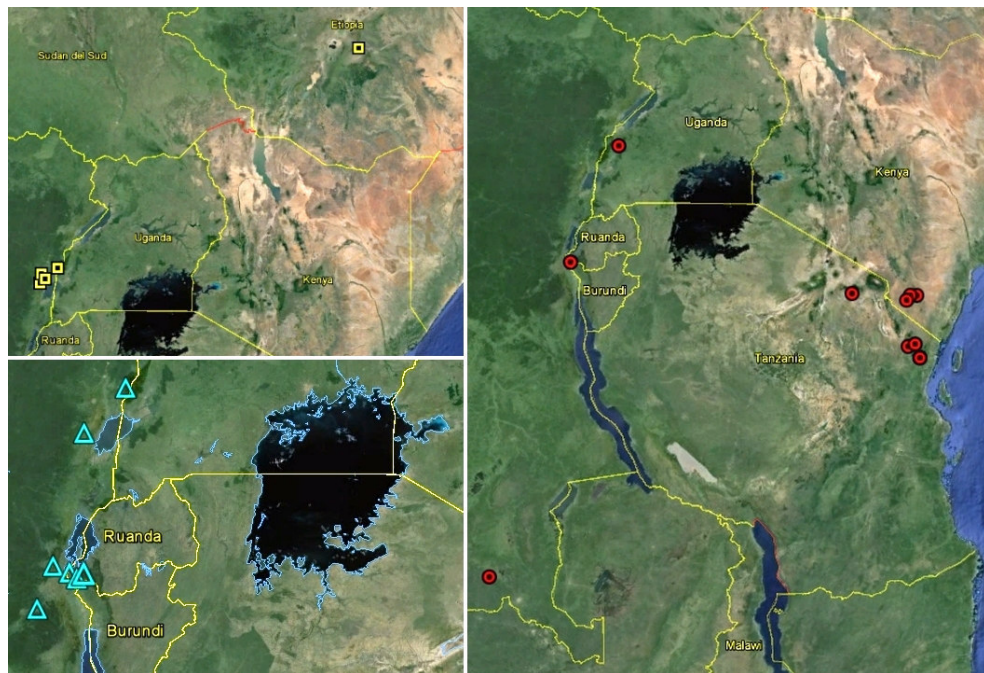 Etiopia
Sudan del Sud
Uganda
Kenya
Ruanda
Uganda
Kenya
Ruanda
Burundi
Tanzania
Malawi
Ruanda
Burundi